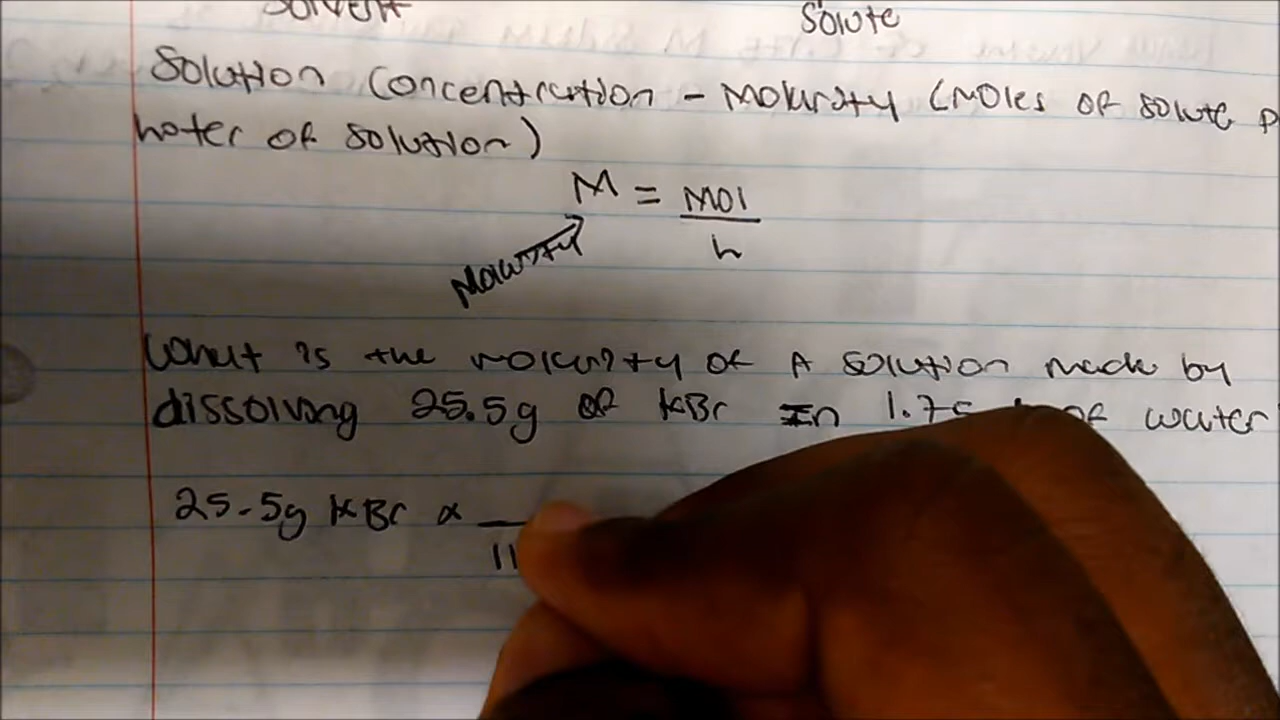 Solvent Solute
Solution Concentration - Molarity (Moles of solute
Liter of solution)
M = Mol
L
Molarity
What is the molarity of A solution made by
dissolving 25.5g of KBr In 1.75 of water
25.5g KBr x
11